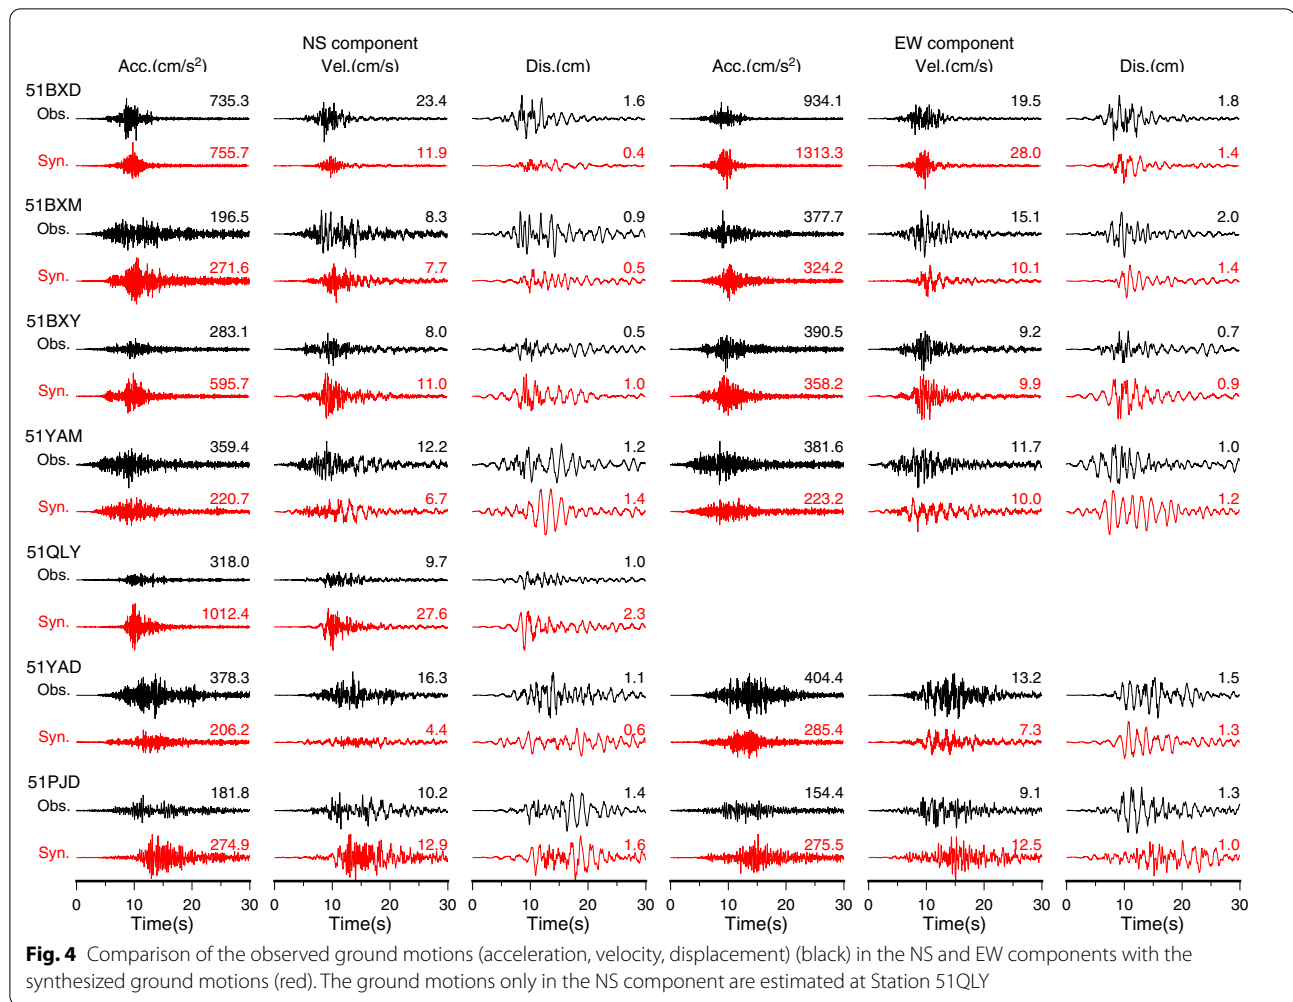 NS component
EW component
Acc.(cm/s²) Vel.(cm/s) Dis.(cm) Acc.(cm/s²) Vel.(cm/s) Dis.(cm)
51BXD
Obs. 735.3 23.4 1.6 934.1 19.5 1.8
Syn. 755.7 11.9 0.4 1313.3 28.0 1.4
51BXM
Obs. 196.5 8.3 0.9 377.7 15.1 2.0
Syn. 271.6 7.7 0.5 324.2 10.1 1.4
51BXY
Obs. 283.1 8.0 0.5 390.5 9.2 0.7
Syn. 595.7 11.0 1.0 358.2 9.9 0.9
51YAM
Obs. 359.4 12.2 1.2 381.6 11.7 1.0
Syn. 220.7 6.7 1.4 223.2 10.0 1.2
51QLY
Obs. 318.0 9.7 1.0
Syn. 1012.4 27.6 2.3
51YAD
Obs. 378.3 16.3 1.1 404.4 13.2 1.5
Syn. 206.2 4.4 0.6 285.4 7.3 1.3
51PJD
Obs. 181.8 10.2 1.4 154.4 9.1 1.3
Syn. 274.9 12.9 1.6 275.5 12.5 1.0
0 10 20 30 0 10 20 30 0 10 20 30 0 10 20 30 0 10 20 30 0 10 20 30
Time(s) Time(s) Time(s) Time(s) Time(s) Time(s)
Fig. 4 Comparison of the observed ground motions (acceleration, velocity, displacement) (black) in the NS and EW components with the
synthesized ground motions (red). The ground motions only in the NS component are estimated at Station 51QLY